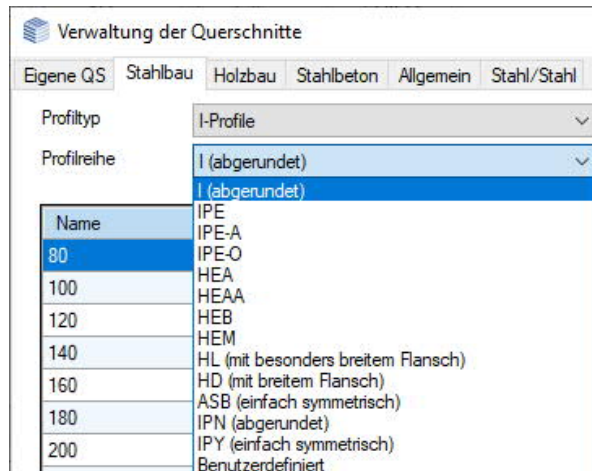 Verwaltung der Querschnitte
Eigene QS Stahlbau Holzbau Stahlbeton Allgemein Stahl/Stahl
Profiltyp I-Profile
Profilreihe I (abgerundet)
I (abgerundet)
Name IPE
IPE-A
80 IPE-O
HEA
100 HEAA
120 HEB
HEM
140 HL (mit besonders breitem Flansch)
160 HD (mit breitem Flansch)
ASB (einfach symmetrisch)
180 IPN (abgerundet)
200 IPY (einfach symmetrisch)
Benutzerdefiniert